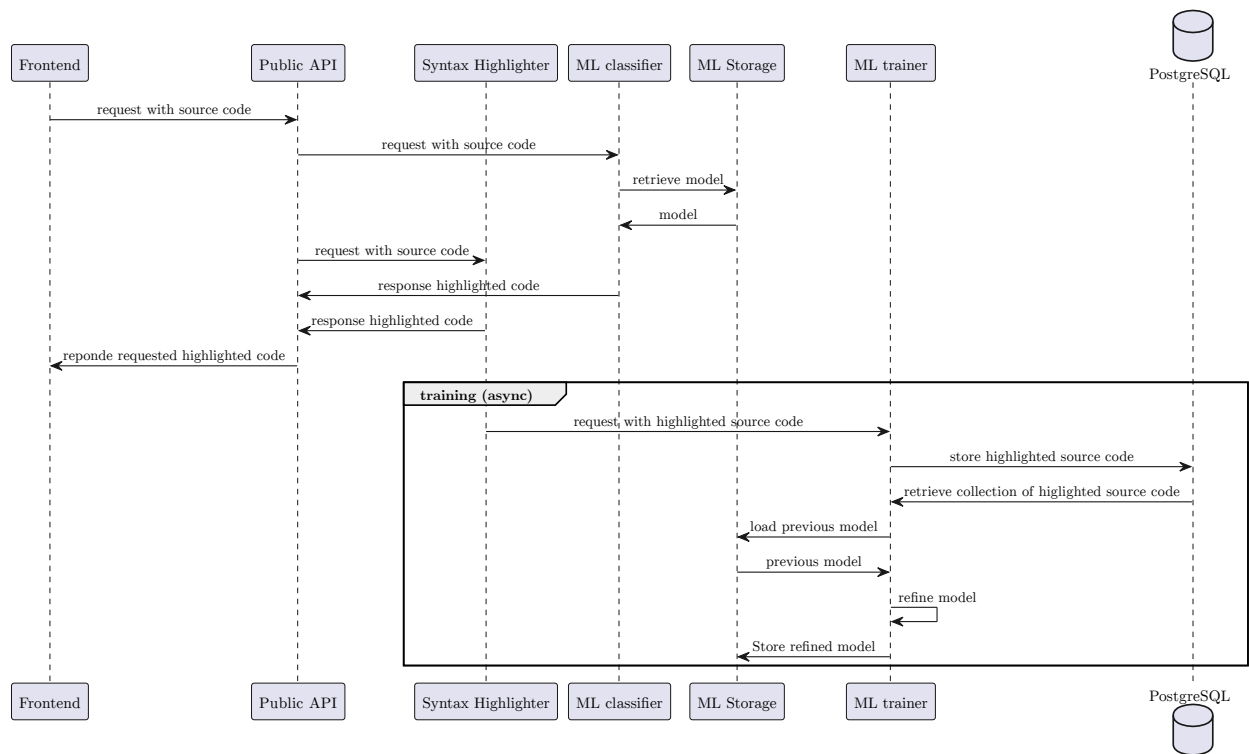 Frontend
Public API
Syntax Highlighter
ML classifier
ML Storage
ML trainer
PostgreSQL
request with source code
request with source code
retrieve model
model
request with source code
response highlighted code
response highlighted code
reponde requested highlighted code
training (async)
request with highlighted source code
store highlighted source code
retrieve collection of higlighted source code
load previous model
previous model
refine model
Store refined model
Frontend
Public API
Syntax Highlighter
ML classifier
ML Storage
ML trainer
PostgreSQL